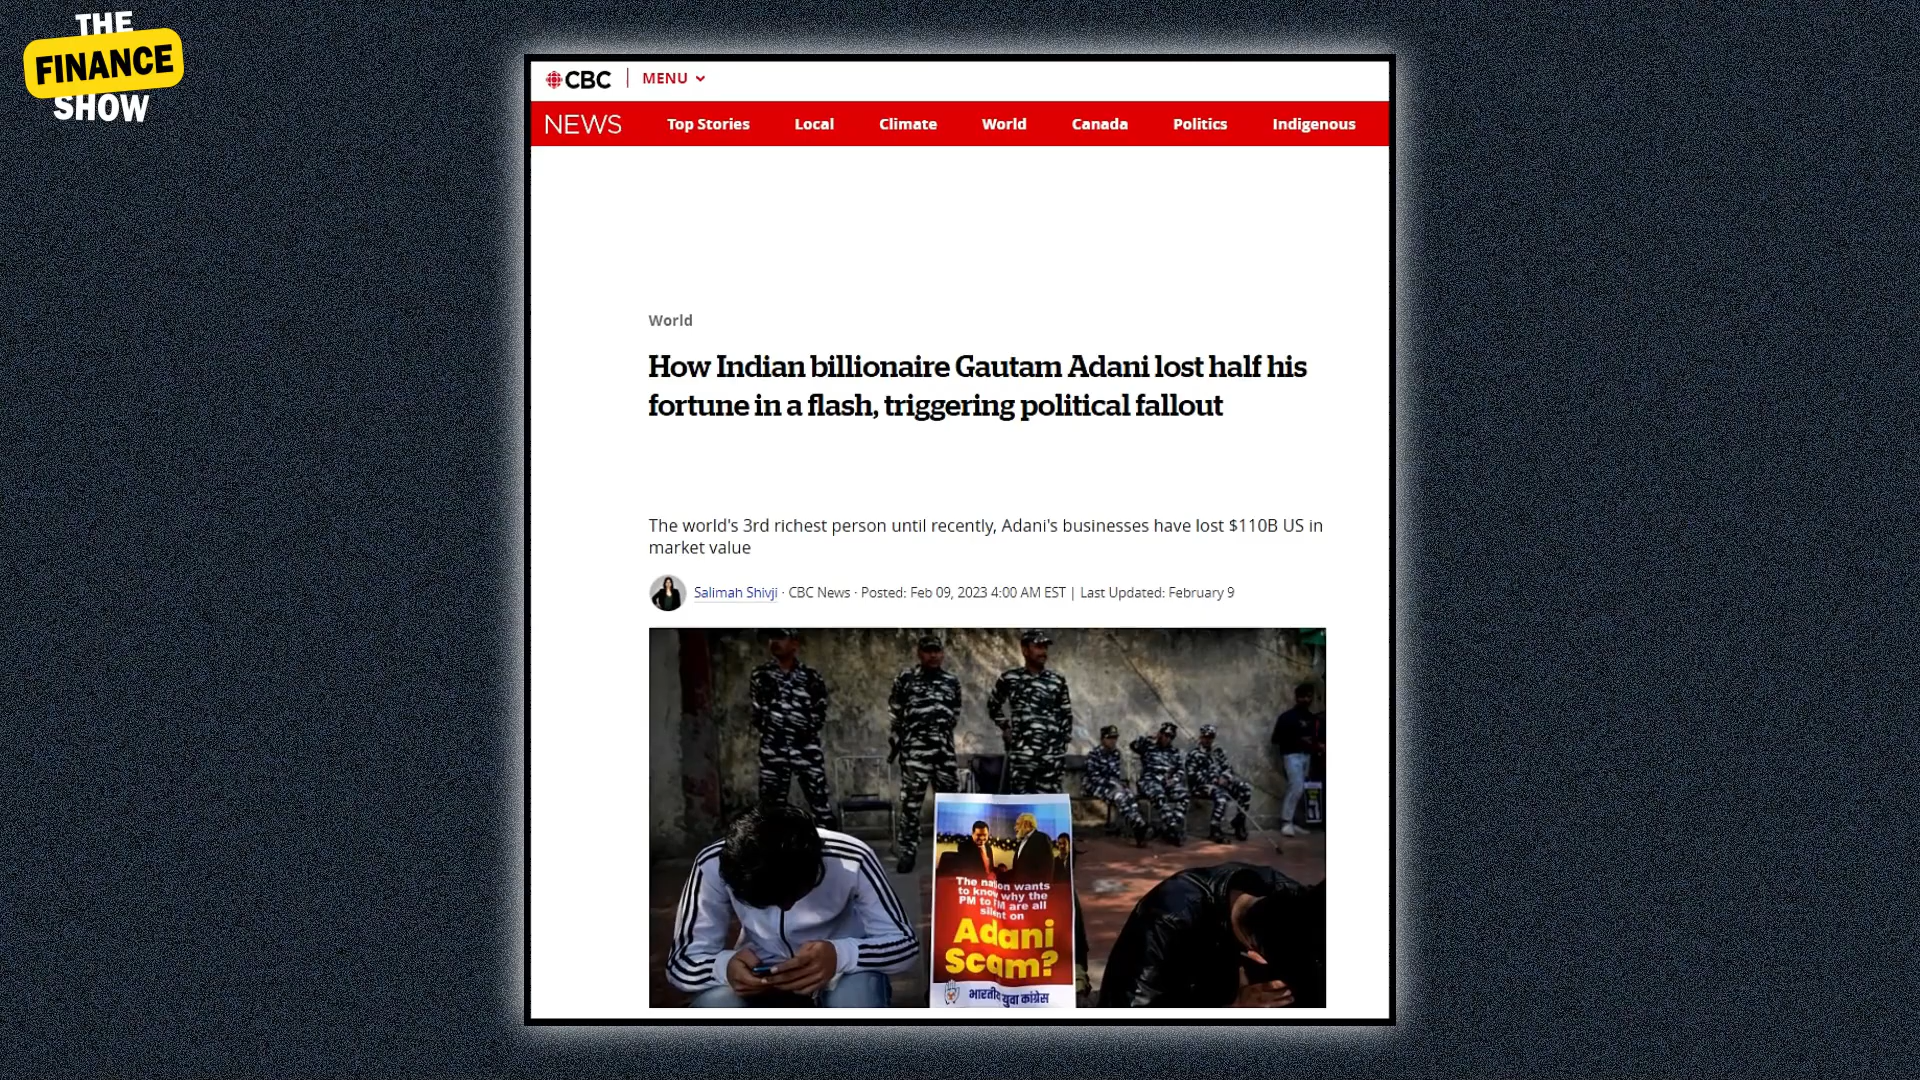 THE
FINANCE
SHOW
CBC
MENU
NEWS
Top Stories
Local
Climate
World
Canada
Politics
Indigenous
World
How Indian billionaire Gautam Adani lost half his
fortune in a flash, triggering political fallout
The world's 3rd richest person until recently, Adani's businesses have lost $110B US in
market value
Salimah Shivji · CBC News · Posted: Feb 09, 2023 4:00 AM EST | Last Updated: February 9
The nation wants
to know why the
PM to FM are all
silent on
Adani
Scam?
भारतीय युवा कांग्रेस